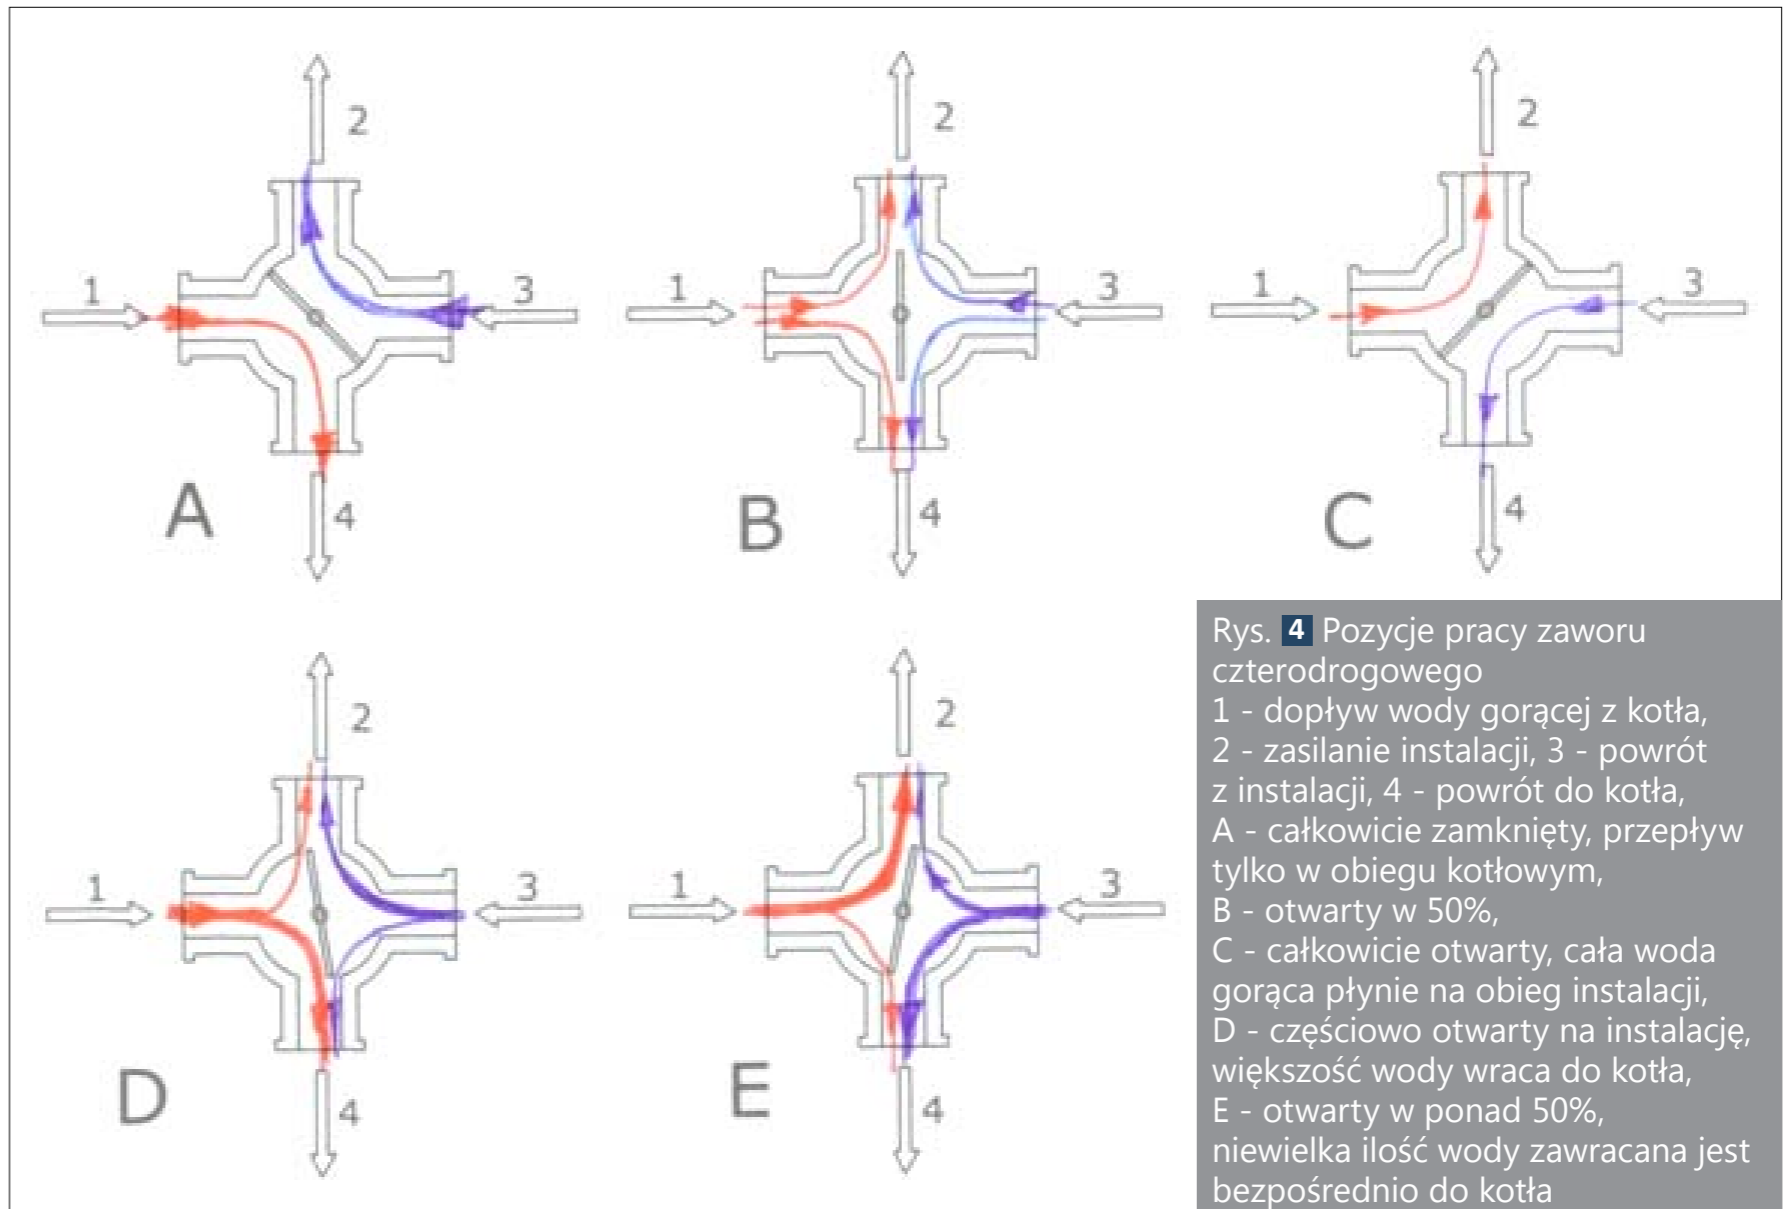 2
1
3
A
4
2
1
3
B
4
2
1
3
C
4
2
1
3
D
4
2
1
3
E
4
Rys. 4 Pozycje pracy zaworu
czterodrogowego
1 - dopływ wody gorącej z kotła,
2 - zasilanie instalacji, 3 - powrót
z instalacji, 4 - powrót do kotła,
A - całkowicie zamknięty, przepływ
tylko w obiegu kotłowym,
B - otwarty w 50%,
C - całkowicie otwarty, cała woda
gorąca płynie na obieg instalacji,
D - częściowo otwarty na instalację,
większość wody wraca do kotła,
E - otwarty w ponad 50%,
niewielka ilość wody zawracana jest
bezpośrednio do kotła